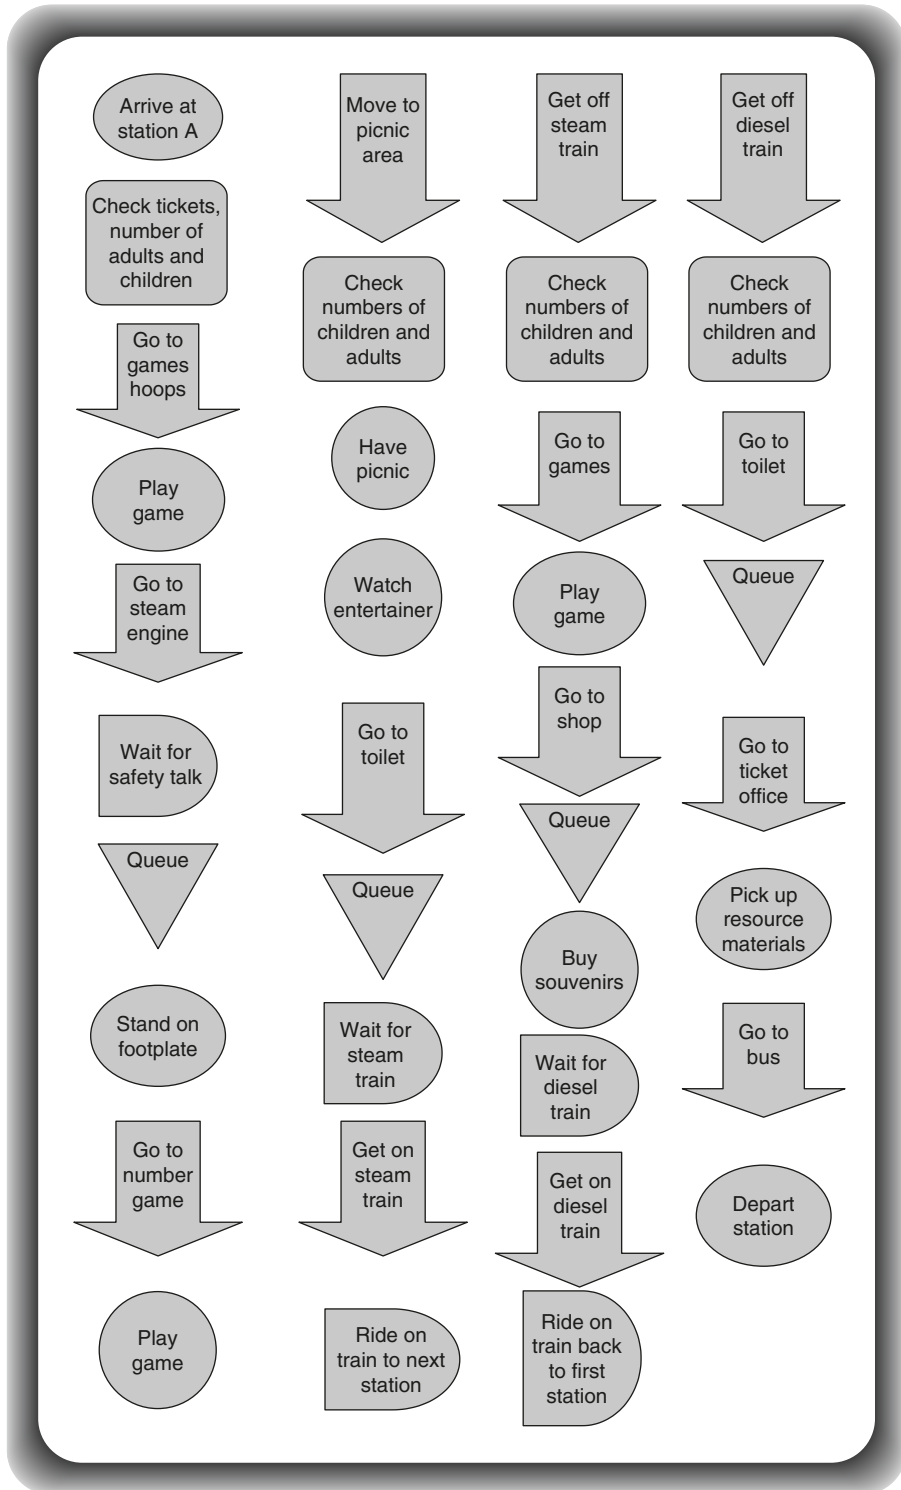 Arrive at
station A
Check tickets,
number of
adults and
children
Go to
games
hoops
Play
game
Go to
steam
engine
Wait for
safety talk
Queue
Stand on
footplate
Go to
number
game
Play
game
Move to
picnic
area
Check
numbers of
children and
adults
Have
picnic
Watch
entertainer
Go to
toilet
Queue
Wait for
steam
train
Get on
steam
train
Ride on
train to next
station
Get off
steam
train
Check
numbers of
children and
adults
Go to
games
Play
game
Go to
shop
Queue
Buy
souvenirs
Wait for
diesel
train
Get on
diesel
train
Ride on
train back
to first
station
Get off
diesel
train
Check
numbers of
children and
adults
Go to
toilet
Queue
Go to
ticket
office
Pick up
resource
materials
Go to
bus
Depart
station